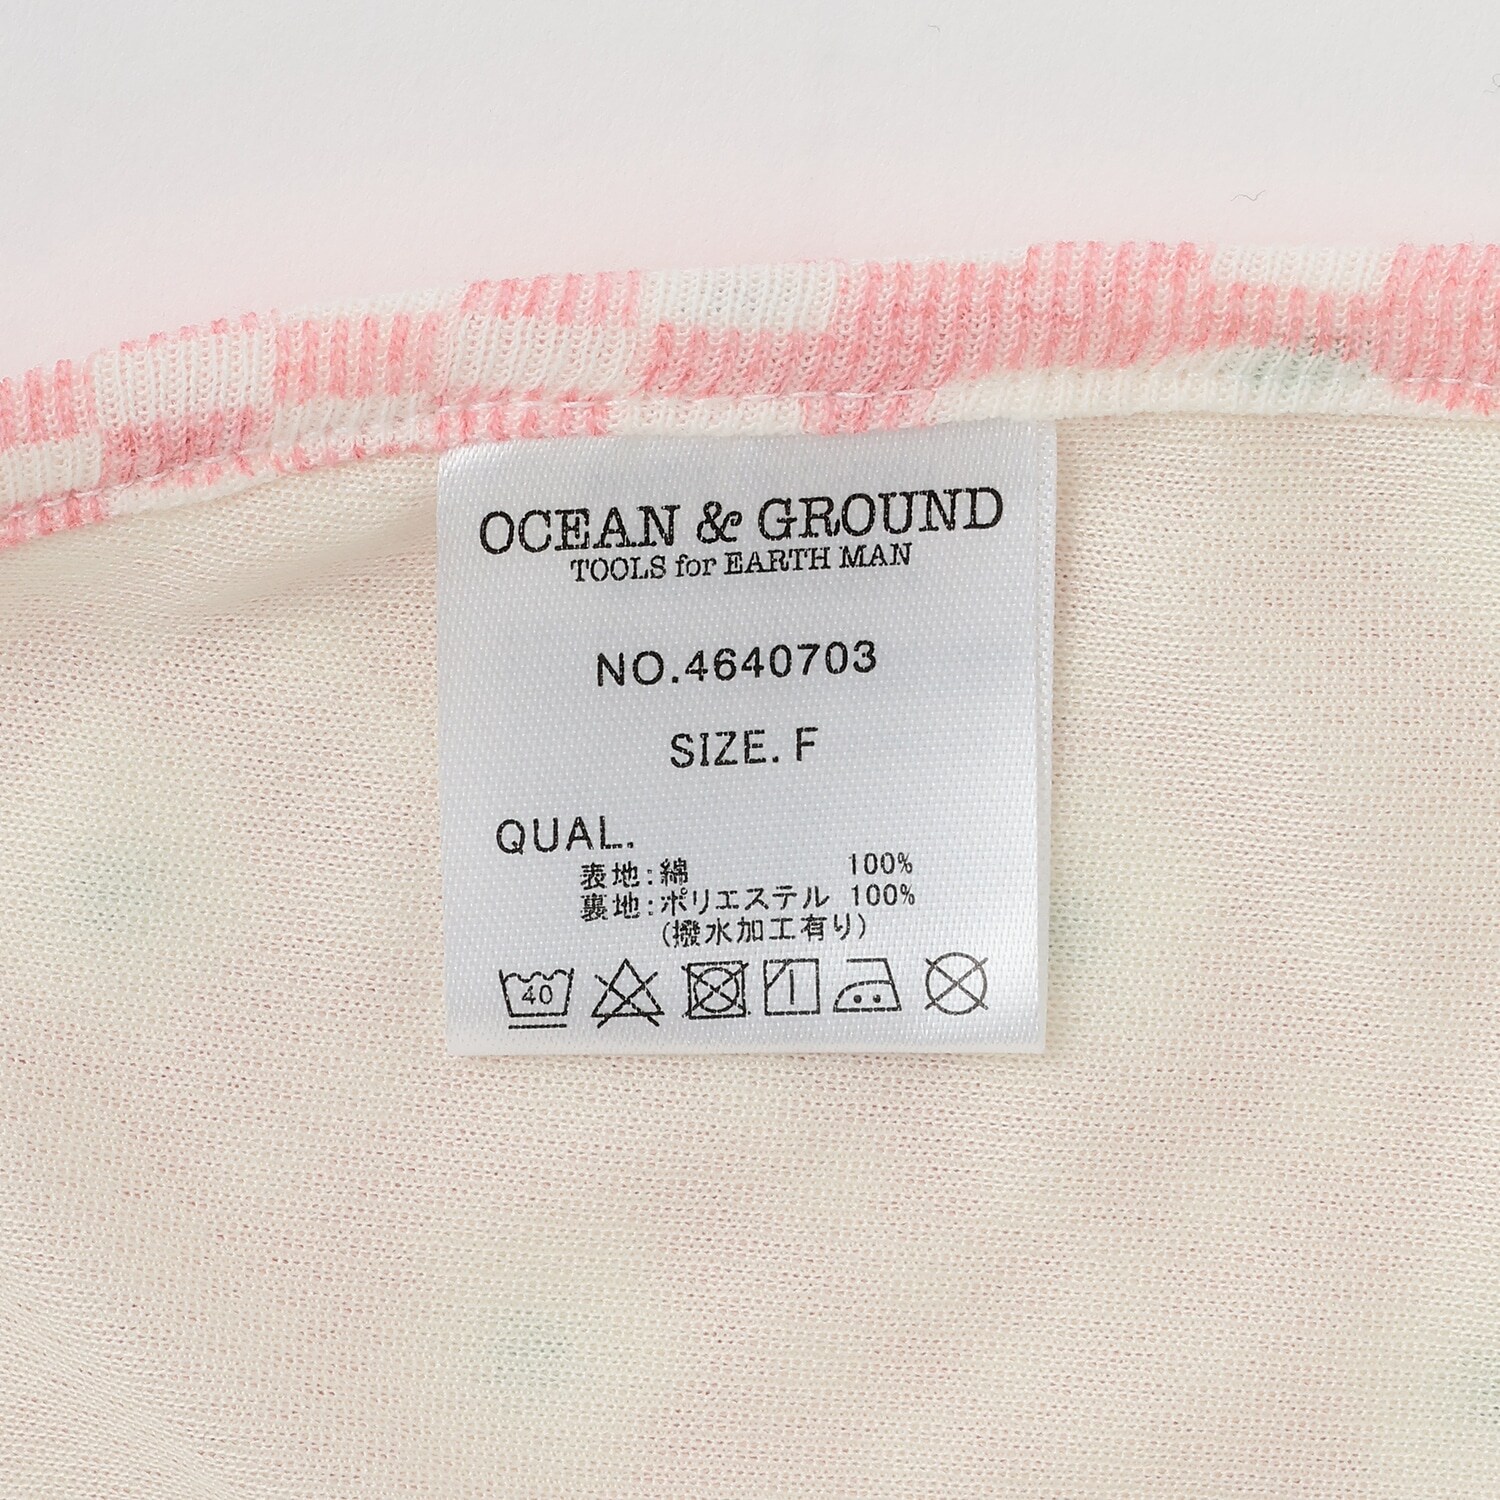 OCEAN & GROUND
TOOLS for EARTH MAN
NO.4640703
SIZE. F
QUAL.
表地:綿 100%
裏地:ポリエステル 100%
(撥水加工有り)
40